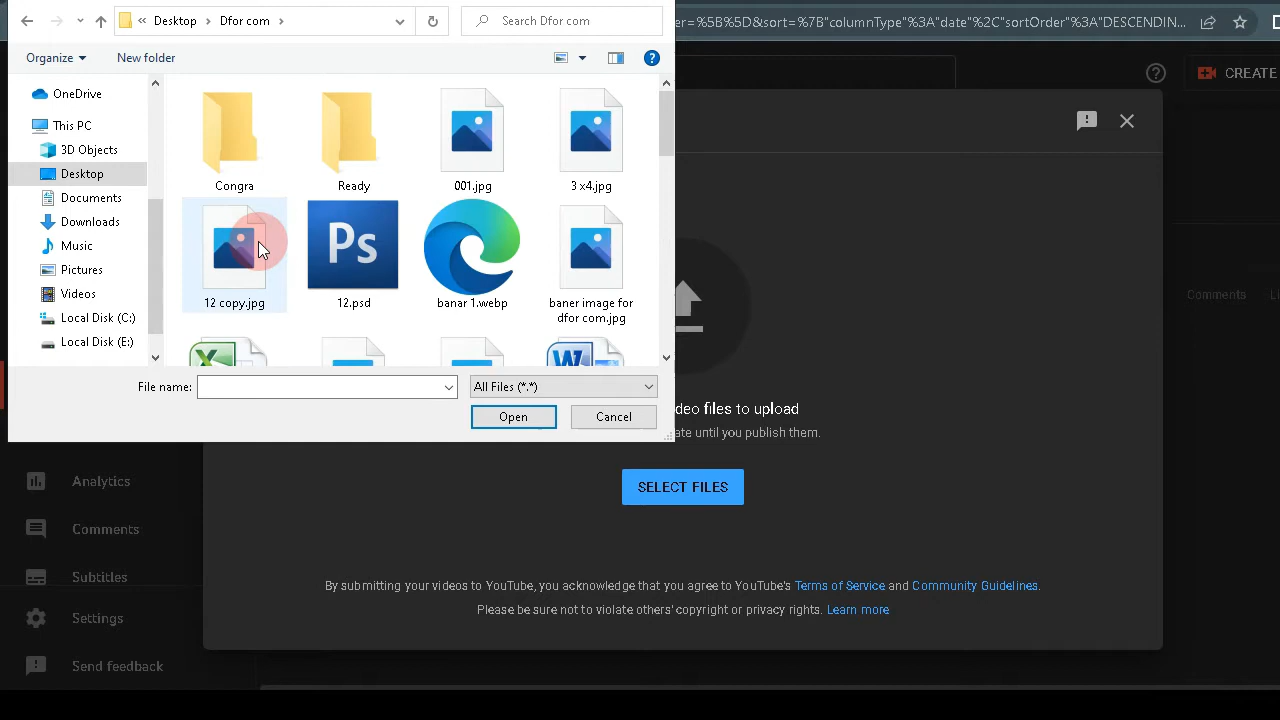 Desktop
Dfor com
Search Dfor com
er=%5B%5D&sort=%7B"columnType"%3A"date"%2C"sortOrder"%3A"DESCENDIN...
Organize
New folder
CREATE
OneDrive
This PC
3D Objects
Desktop
Documents
Downloads
Music
Pictures
Videos
Local Disk (C:)
Local Disk (E:)
Congra
Ready
001.jpg
3 x4.jpg
Ps
12 copy.jpg
12.psd
banar 1.webp
baner image for
dfor com.jpg
Comments
File name:
All Files (*.*)
Open
Cancel
deo files to upload
ate until you publish them.
SELECT FILES
Analytics
Comments
Subtitles
Settings
Send feedback
By submitting your videos to YouTube, you acknowledge that you agree to YouTube's Terms of Service and Community Guidelines.
Please be sure not to violate others' copyright or privacy rights. Learn more